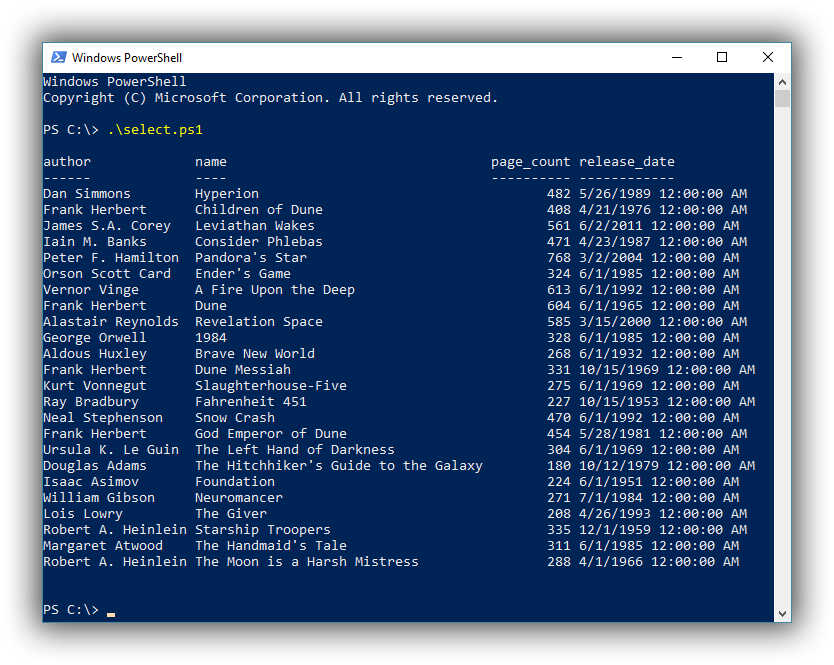 Windows PowerShell
Windows PowerShell
Copyright (C) Microsoft Corporation. All rights reserved.
PS C:\> .\select.ps1
author name page_count release_date
------ ---- ---------- ------------
Dan Simmons Hyperion 482 5/26/1989 12:00:00 AM
Frank Herbert Children of Dune 408 4/21/1976 12:00:00 AM
James S.A. Corey Leviathan Wakes 561 6/2/2011 12:00:00 AM
Iain M. Banks Consider Phlebas 471 4/23/1987 12:00:00 AM
Peter F. Hamilton Pandora's Star 768 3/2/2004 12:00:00 AM
Orson Scott Card Ender's Game 324 6/1/1985 12:00:00 AM
Vernor Vinge A Fire Upon the Deep 613 6/1/1992 12:00:00 AM
Frank Herbert Dune 604 6/1/1965 12:00:00 AM
Alastair Reynolds Revelation Space 585 3/15/2000 12:00:00 AM
George Orwell 1984 328 6/1/1985 12:00:00 AM
Aldous Huxley Brave New World 268 6/1/1932 12:00:00 AM
Frank Herbert Dune Messiah 331 10/15/1969 12:00:00 AM
Kurt Vonnegut Slaughterhouse-Five 275 6/1/1969 12:00:00 AM
Ray Bradbury Fahrenheit 451 227 10/15/1953 12:00:00 AM
Neal Stephenson Snow Crash 470 6/1/1992 12:00:00 AM
Frank Herbert God Emperor of Dune 454 5/28/1981 12:00:00 AM
Ursula K. Le Guin The Left Hand of Darkness 304 6/1/1969 12:00:00 AM
Douglas Adams The Hitchhiker's Guide to the Galaxy 180 10/12/1979 12:00:00 AM
Isaac Asimov Foundation 224 6/1/1951 12:00:00 AM
William Gibson Neuromancer 271 7/1/1984 12:00:00 AM
Lois Lowry The Giver 208 4/26/1993 12:00:00 AM
Robert A. Heinlein Starship Troopers 335 12/1/1959 12:00:00 AM
Margaret Atwood The Handmaid's Tale 311 6/1/1985 12:00:00 AM
Robert A. Heinlein The Moon is a Harsh Mistress 288 4/1/1966 12:00:00 AM
PS C:\> _